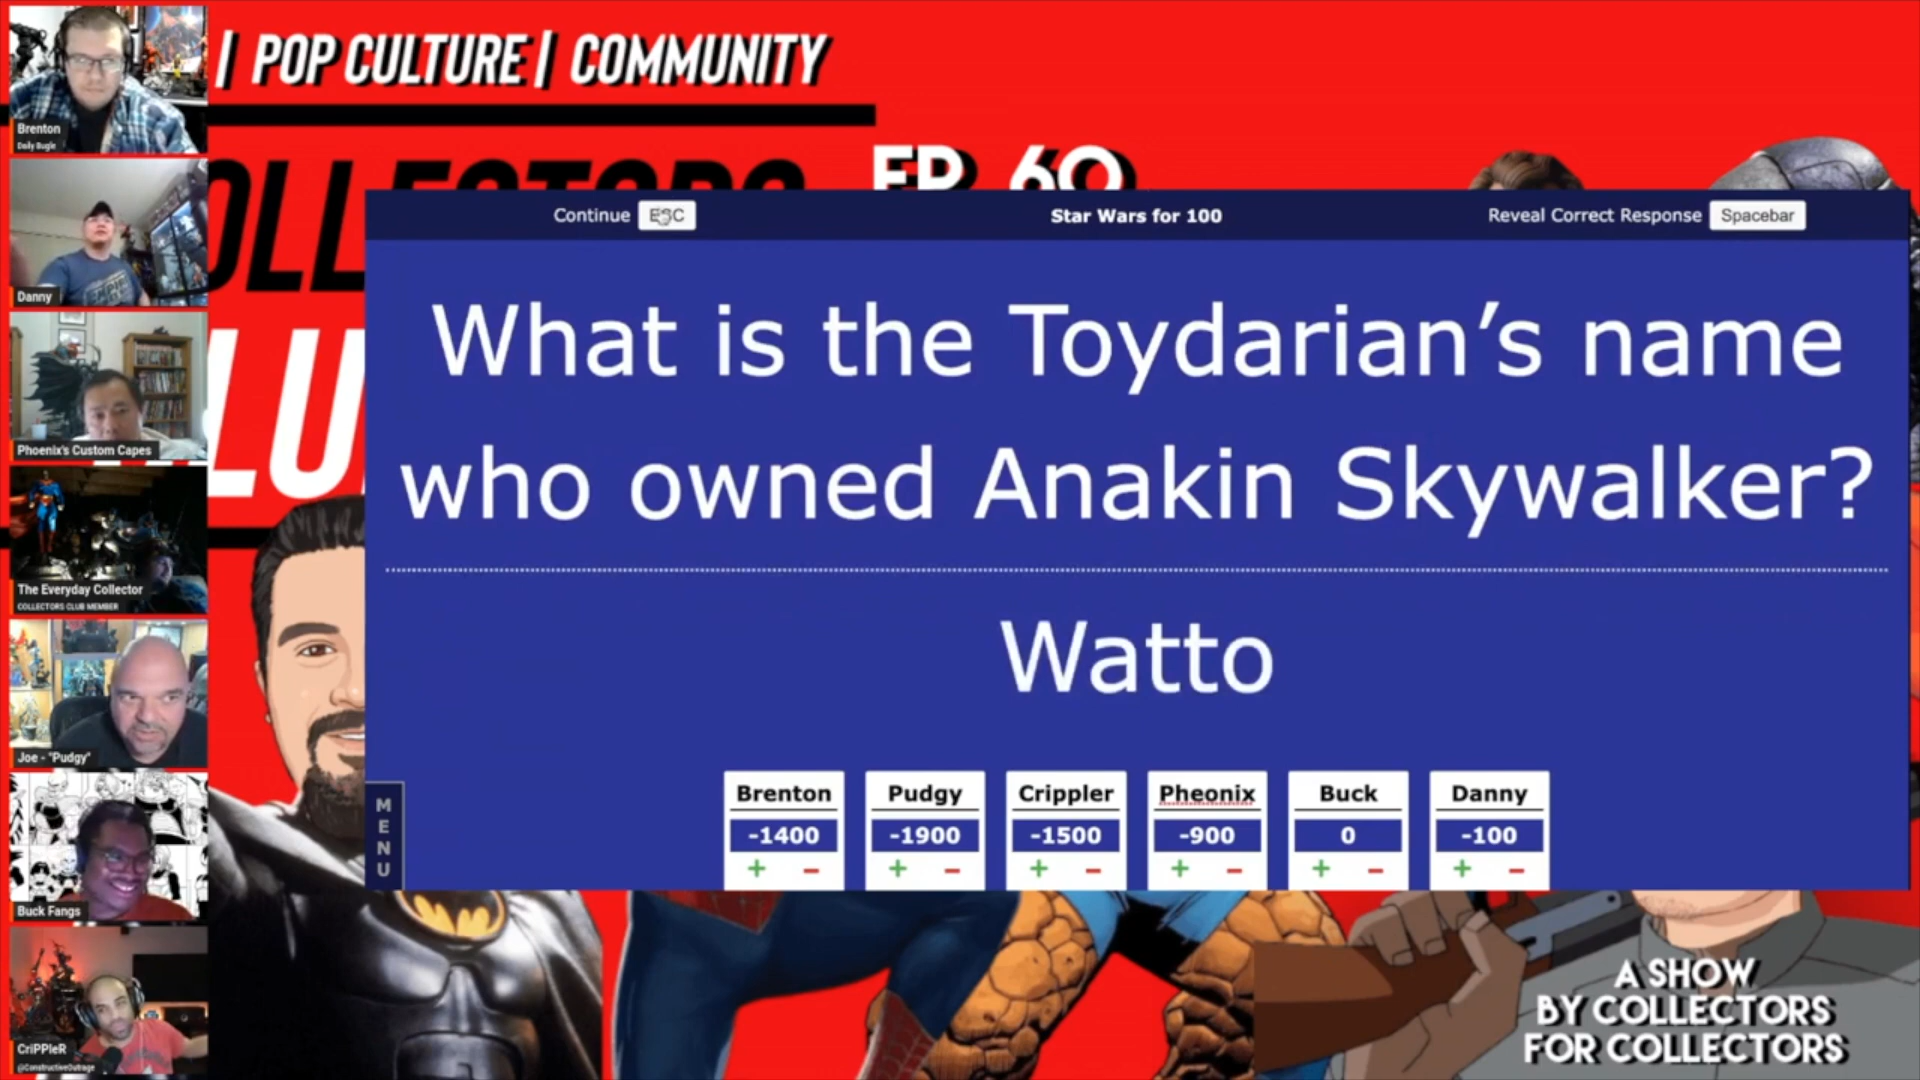 | POP CULTURE | COMMUNITY
OLLECTORS
EP. 60
LU
Continue ESC
Star Wars for 100
Reveal Correct Response Spacebar
What is the Toydarian’s name
who owned Anakin Skywalker?
Watto
MENU
Brenton Pudgy Crippler Pheonix Buck Danny
-1400 -1900 -1500 -900 0 -100
+ − + − + − + − + − + −
Brenton
Daily Bugle
Danny
Phoenix's Custom Capes
The Everyday Collector
COLLECTORS CLUB MEMBER
Joe - "Pudgy"
Buck Fangs
CriPPleR
@ConstructiveOutrage
A SHOW
BY COLLECTORS
FOR COLLECTORS